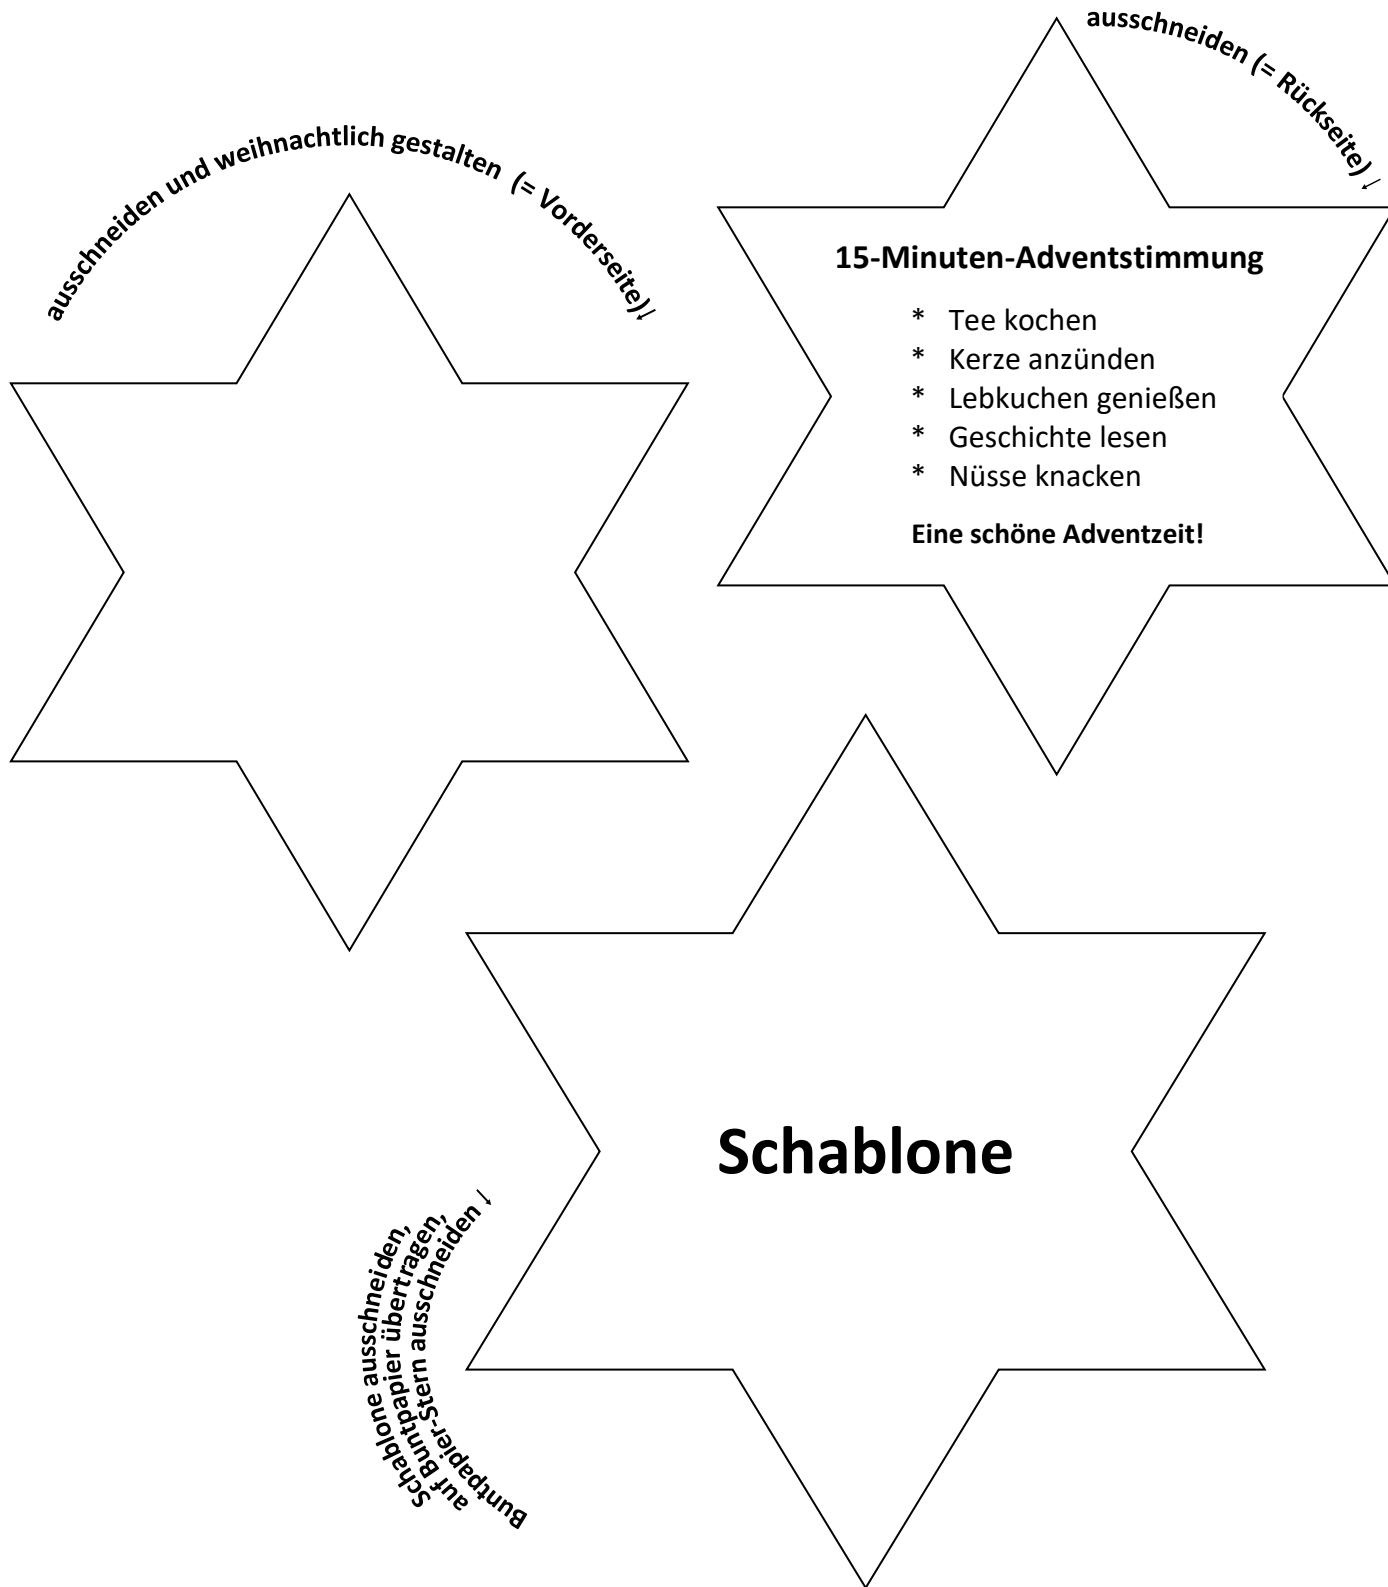 ausschneiden und weihnachtlich gestalten (= Vorderseite)↓
ausschneiden (= Rückseite) ↓
15-Minuten-Adventstimmung
* Tee kochen
* Kerze anzünden
* Lebkuchen genießen
* Geschichte lesen
* Nüsse knacken
Eine schöne Adventzeit!
Schablone
Schablone ausschneiden,
auf Buntpapier übertragen,
Buntpapier-Stern ausschneiden ↓